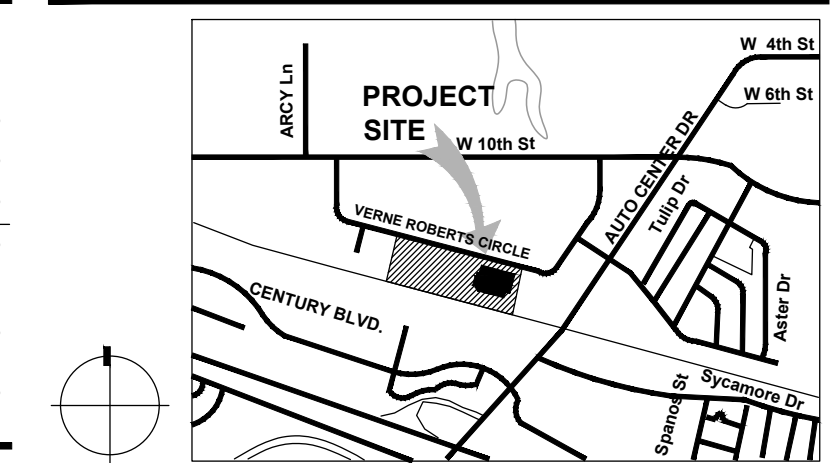 W 4th St
ARCY Ln
W 6th St
PROJECT
SITE
W 10th St
AUTO CENTER DR
Tulip Dr
VERNE ROBERTS CIRCLE
CENTURY BLVD.
Aster Dr
Sycamore Dr
Spanos St